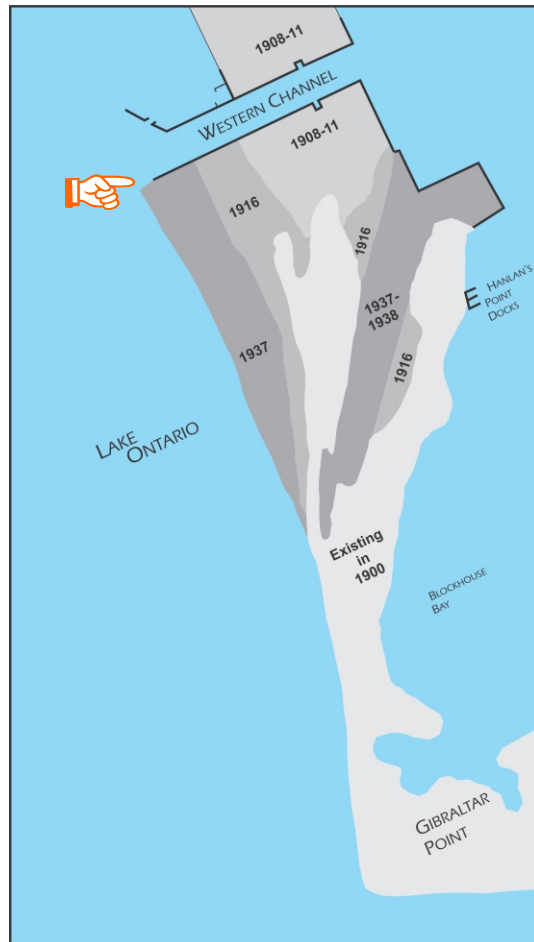 1908-11
WESTERN CHANNEL
1908-11
1916
1916
HANLAN'S
POINT
DOCKS
1937-
1938
1937
1916
LAKE
ONTARIO
Existing
in
1900
BLOCKHOUSE
BAY
GIBRALTAR
POINT